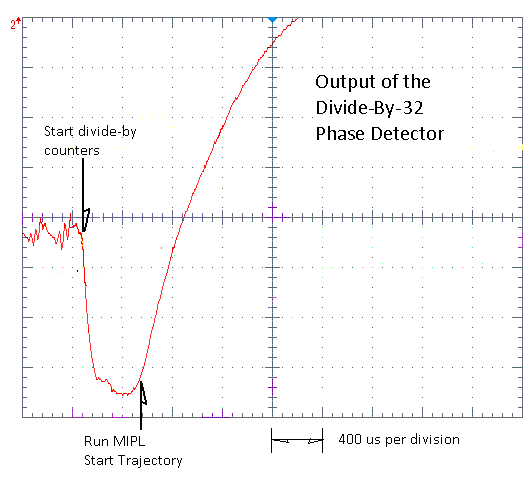 2
Output of the
Divide-By-32
Phase Detector
Start divide-by
counters
Run MIPL
Start Trajectory
400 us per division